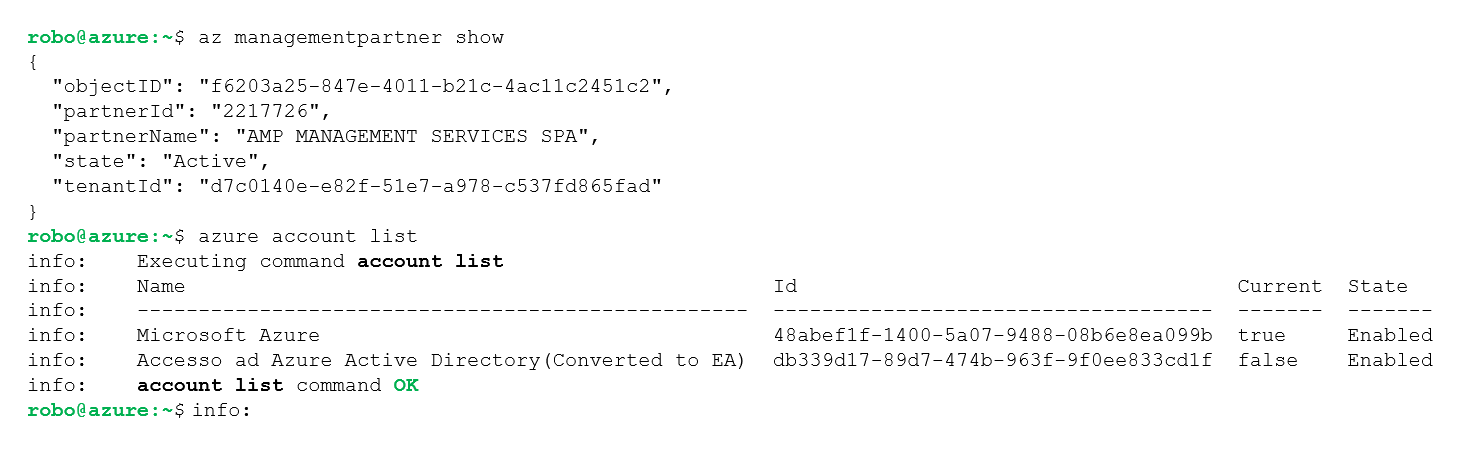 robo@azure:~$ az managementpartner show
{
  "objectID": "f6203a25-847e-4011-b21c-4ac11c2451c2",
  "partnerId": "2217726",
  "partnerName": "AMP MANAGEMENT SERVICES SPA",
  "state": "Active",
  "tenantId": "d7c0140e-e82f-51e7-a978-c537fd865fad"
}
robo@azure:~$ azure account list
info:    Executing command account list
info:    Name                                                Id                                    Current  State
info:    --------------------------------------------------  ------------------------------------  -------  -------
info:    Microsoft Azure                                     48abef1f-1400-5a07-9488-08b6e8ea099b  true     Enabled
info:    Accesso ad Azure Active Directory(Converted to EA)  db339d17-89d7-474b-963f-9f0ee833cd1f  false    Enabled
info:    account list command OK
robo@azure:~$ info: